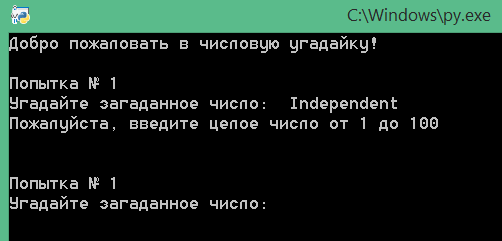 C:\Windows\py.exe
Добро пожаловать в числовую угадайку!
Попытка № 1
Угадайте загаданное число:  Independent
Пожалуйста, введите целое число от 1 до 100
Попытка № 1
Угадайте загаданное число: